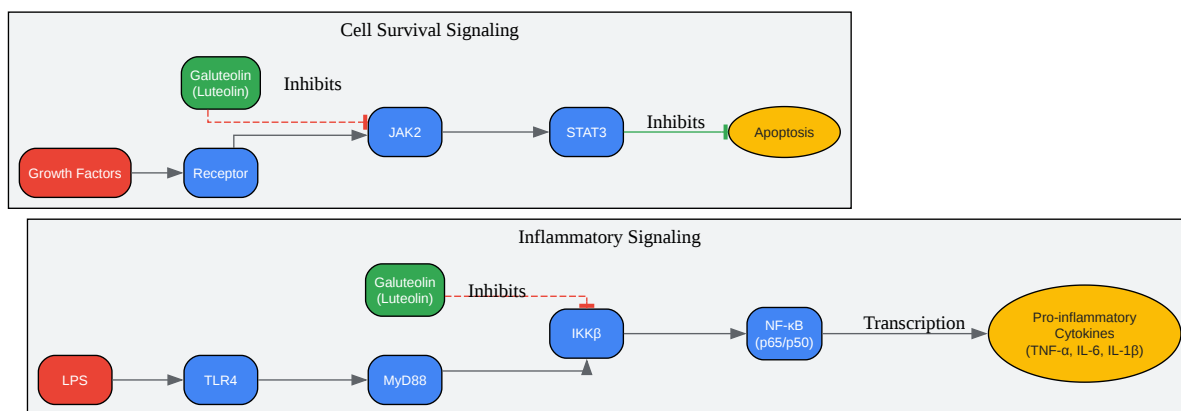 Cell Survival Signaling
Galuteolin
(Luteolin)
Inhibits
JAK2
STAT3
Inhibits
Apoptosis
Growth Factors
Receptor
Inflammatory Signaling
Galuteolin
(Luteolin)
Inhibits
IKKβ
NF-κB
(p65/p50)
Transcription
Pro-inflammatory
Cytokines
(TNF-α, IL-6, IL-1β)
LPS
TLR4
MyD88